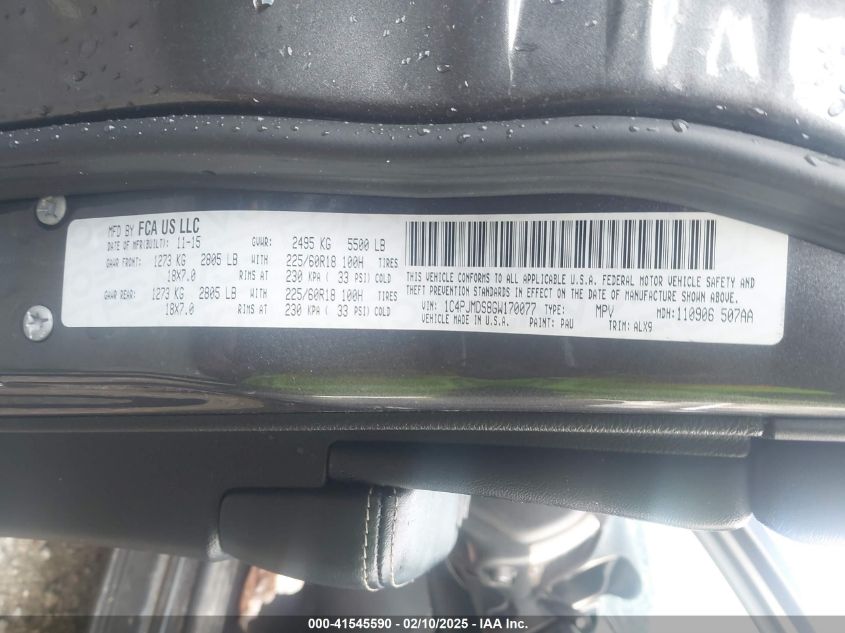 MFD BY FCA US LLC
DATE OF MFR(BUILT): 11-15 GVWR: 2495 KG 5500 LB
GAWR FRONT: 1273 KG 2805 LB WITH 225/60R18 100H TIRES
18X7.0 RIMS AT 230 KPA ( 33 PSI) COLD
GAWR REAR: 1273 KG 2805 LB WITH 225/60R18 100H TIRES
18X7.0 RIMS AT 230 KPA ( 33 PSI) COLD
THIS VEHICLE CONFORMS TO ALL APPLICABLE U.S.A. FEDERAL MOTOR VEHICLE SAFETY AND
THEFT PREVENTION STANDARDS IN EFFECT ON THE DATE OF MANUFACTURE SHOWN ABOVE.
VIN: 1C4PJMDS8GW170077 TYPE: MPV MDH: 110906 507AA
VEHICLE MADE IN U.S.A. PAINT: PAU TRIM: ALX9
000-41545590 - 02/10/2025 - IAA Inc.